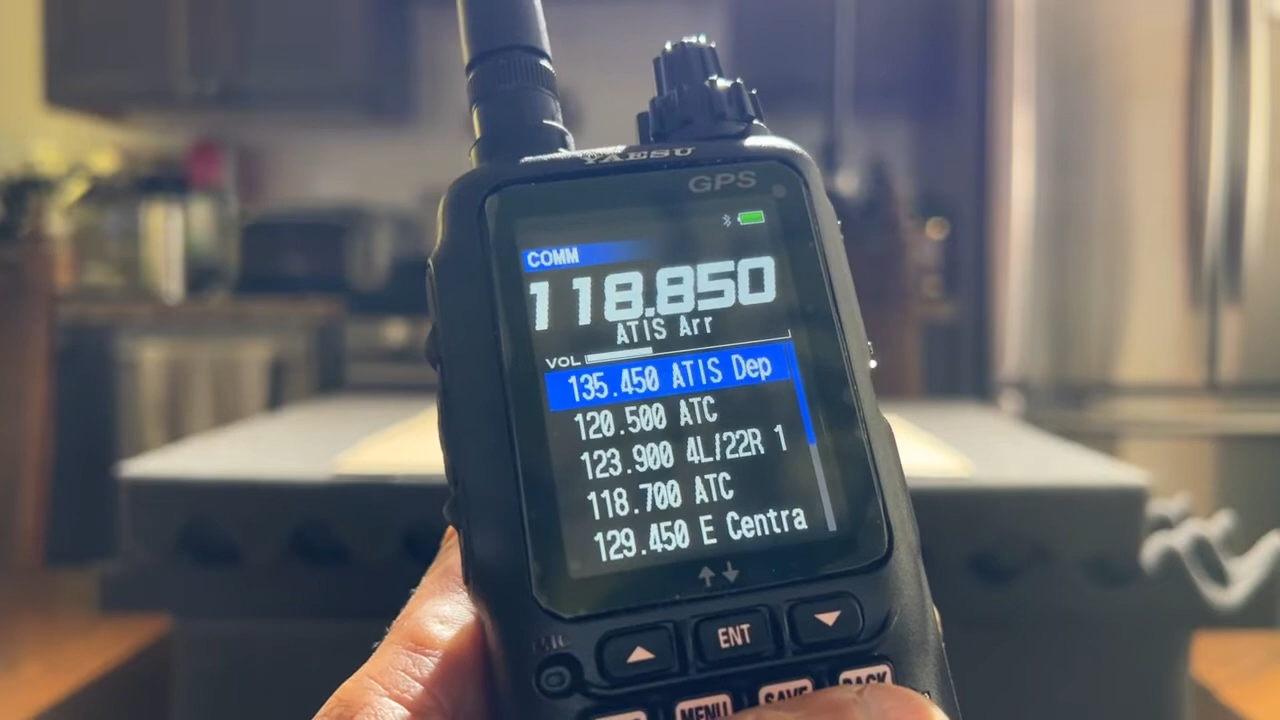 YAESU
GPS
COMM
118.850
ATIS Arr
VOL
135.450 ATIS Dep
120.500 ATC
123.900 4L/22R 1
118.700 ATC
129.450 E Centra
ENT
MENU SAVE BACK